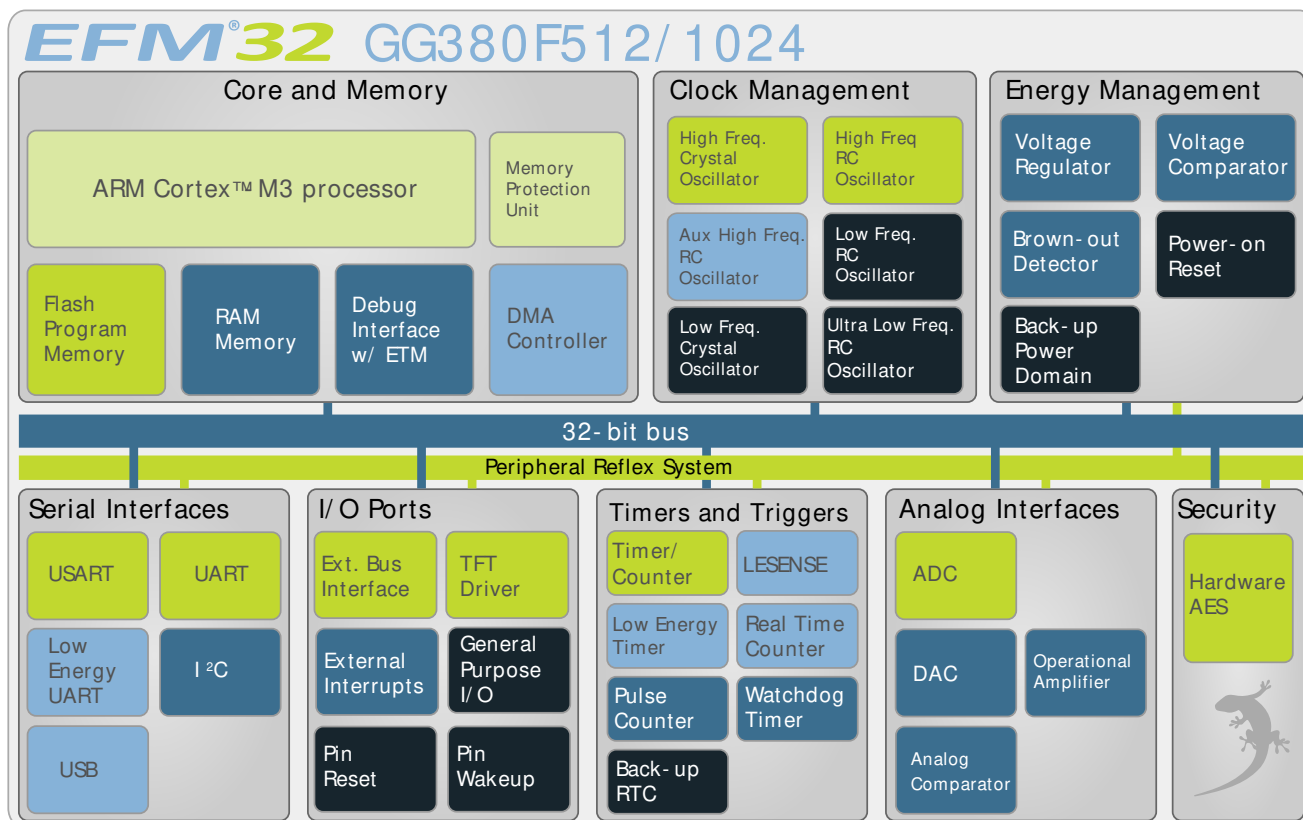 EFM®32 GG380F512/1024
Core and Memory
ARM Cortex™ M3 processor
Memory
Protection
Unit
Flash
Program
Memory
RAM
Memory
Debug
Interface
w/ ETM
DMA
Controller
Clock Management
High Freq.
Crystal
Oscillator
High Freq
RC
Oscillator
Aux High Freq.
RC
Oscillator
Low Freq.
RC
Oscillator
Low Freq.
Crystal
Oscillator
Ultra Low Freq.
RC
Oscillator
Energy Management
Voltage
Regulator
Voltage
Comparator
Brown-out
Detector
Power-on
Reset
Back-up
Power
Domain
32-bit bus
Peripheral Reflex System
Serial Interfaces
USART
UART
Low
Energy
UART
I²C
USB
I/O Ports
Ext. Bus
Interface
TFT
Driver
External
Interrupts
General
Purpose
I/O
Pin
Reset
Pin
Wakeup
Timers and Triggers
Timer/
Counter
LESENSE
Low Energy
Timer
Real Time
Counter
Pulse
Counter
Watchdog
Timer
Back-up
RTC
Analog Interfaces
ADC
DAC
Operational
Amplifier
Analog
Comparator
Security
Hardware
AES